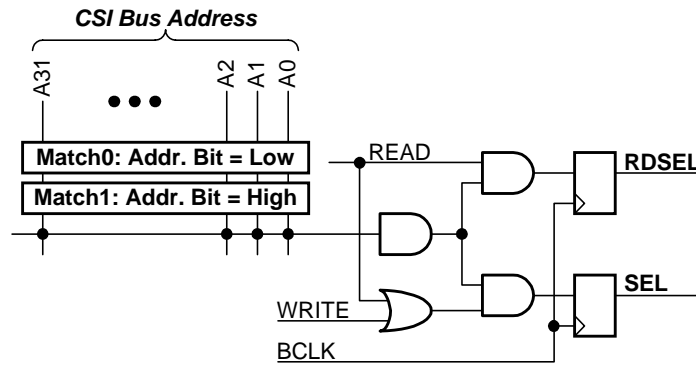 CSI Bus Address
A31
A2
A1
A0
Match0: Addr. Bit = Low
Match1: Addr. Bit = High
READ
RDSEL
SEL
WRITE
BCLK